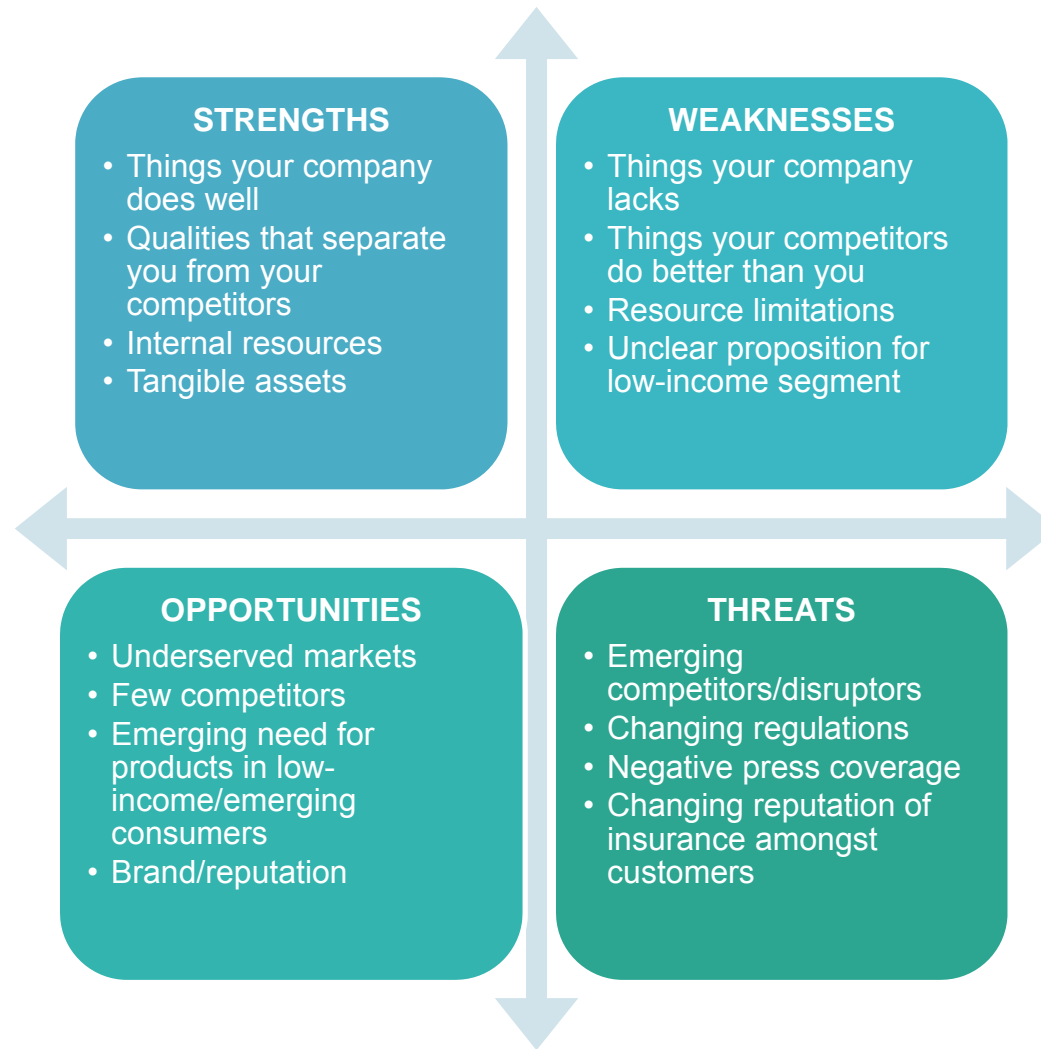 STRENGTHS
• Things your company
does well
• Qualities that separate
you from your
competitors
• Internal resources
• Tangible assets
WEAKNESSES
• Things your company
lacks
• Things your competitors
do better than you
• Resource limitations
• Unclear proposition for
low-income segment
OPPORTUNITIES
• Underserved markets
• Few competitors
• Emerging need for
products in low-
income/emerging
consumers
• Brand/reputation
THREATS
• Emerging
competitors/disruptors
• Changing regulations
• Negative press coverage
• Changing reputation of
insurance amongst
customers